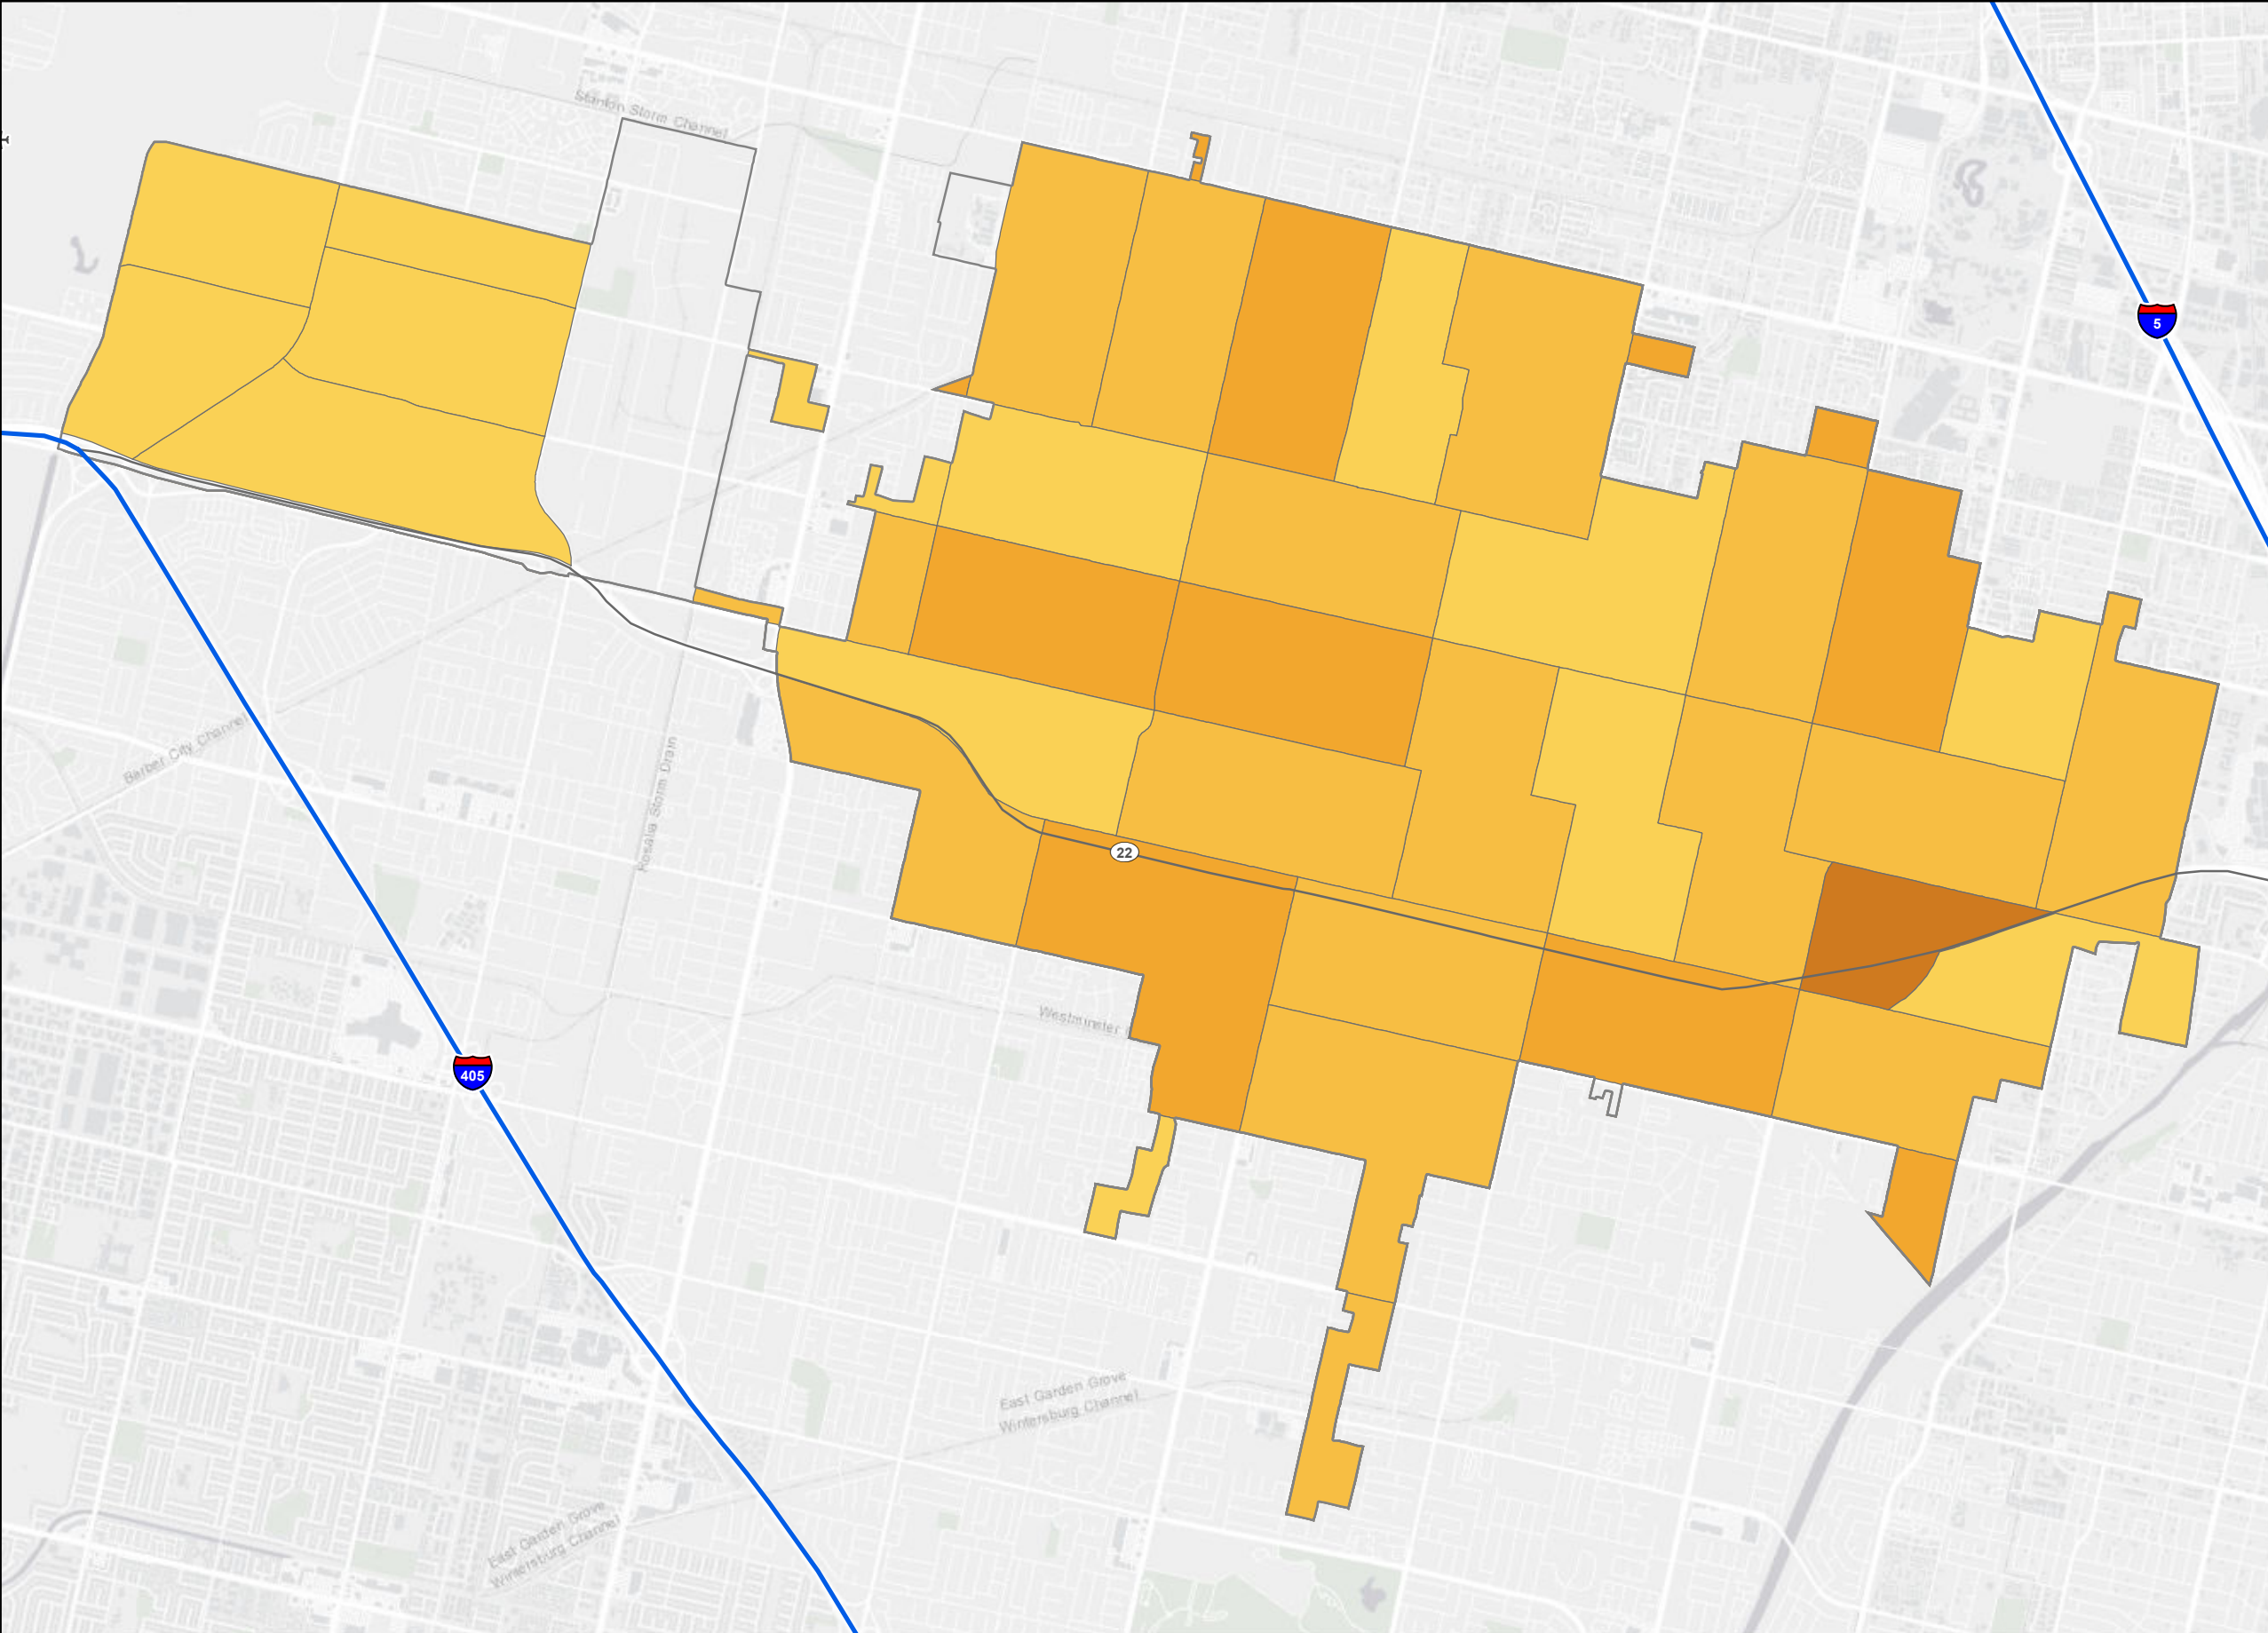 Stanton Storm Channel
5
Barber City Channel
Rosalia Storm Drain
22
Westminster
405
East Garden Grove
Wintersburg Channel
East Garden Grove
Wintersburg Channel